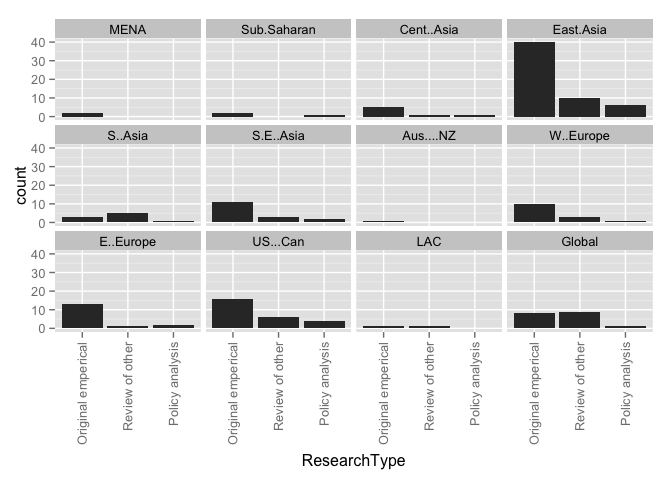 MENA Sub.Saharan Cent..Asia East.Asia
40
30
20
10
0
S..Asia S.E..Asia Aus....NZ W..Europe
40
30
20
10
0
count
E..Europe US...Can LAC Global
40
30
20
10
0
Original emperical Review of other Policy analysis Original emperical Review of other Policy analysis Original emperical Review of other Policy analysis Original emperical Review of other Policy analysis
ResearchType